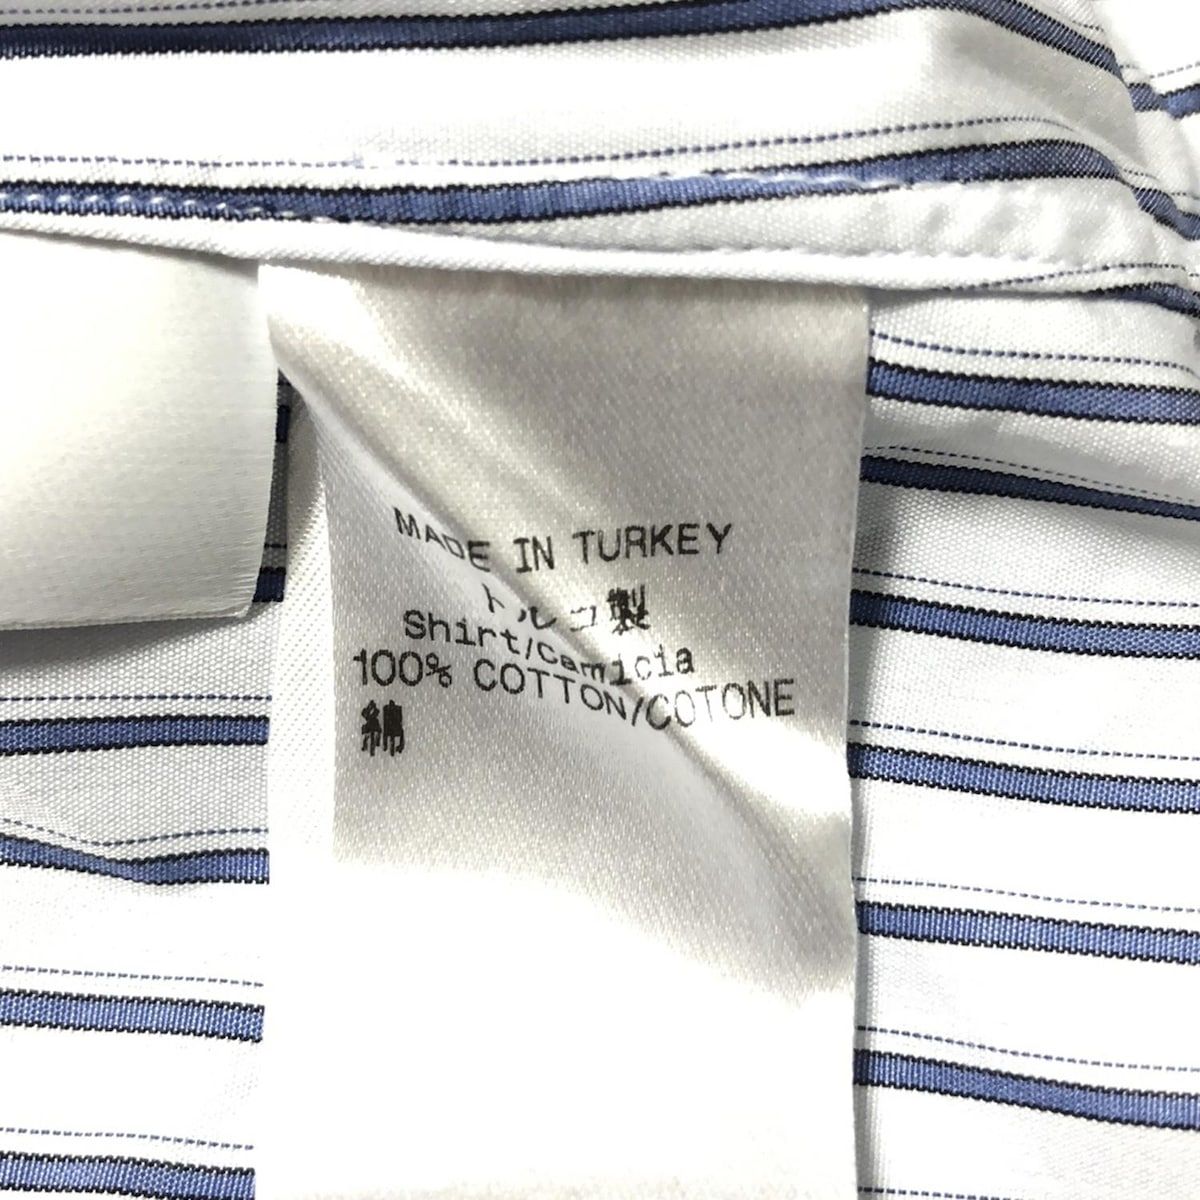 MADE IN TURKEY
トルコ製
Shirt/Camicia
100% COTTON/COTONE
綿